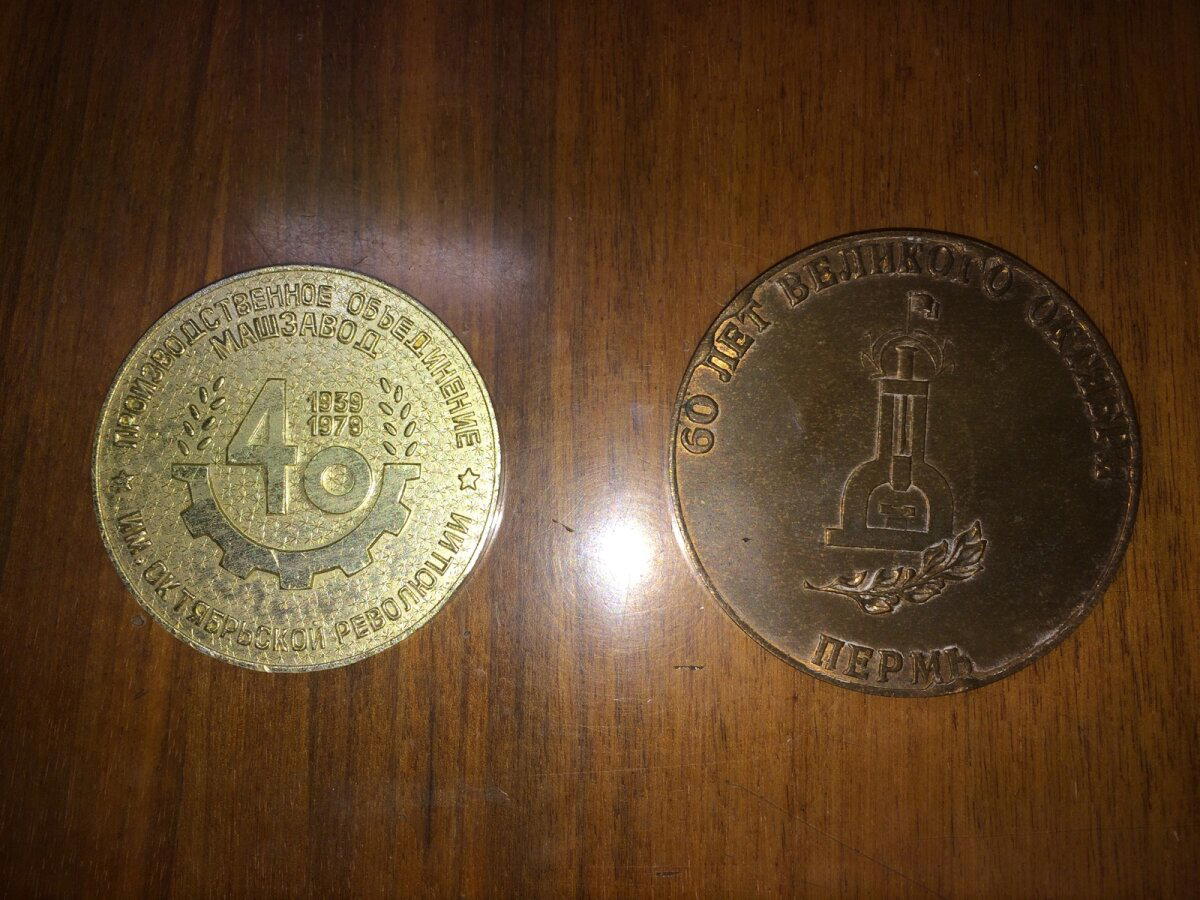 ПРОИЗВОДСТВЕННОЕ ОБЪЕДИНЕНИЕ
МАШЗАВОД
40
1939
1979
ИМ. ОКТЯБРЬСКОЙ РЕВОЛЮЦИИ
60 ЛЕТ ВЕЛИКОГО ОКТЯБРЯ
ПЕРМЬ